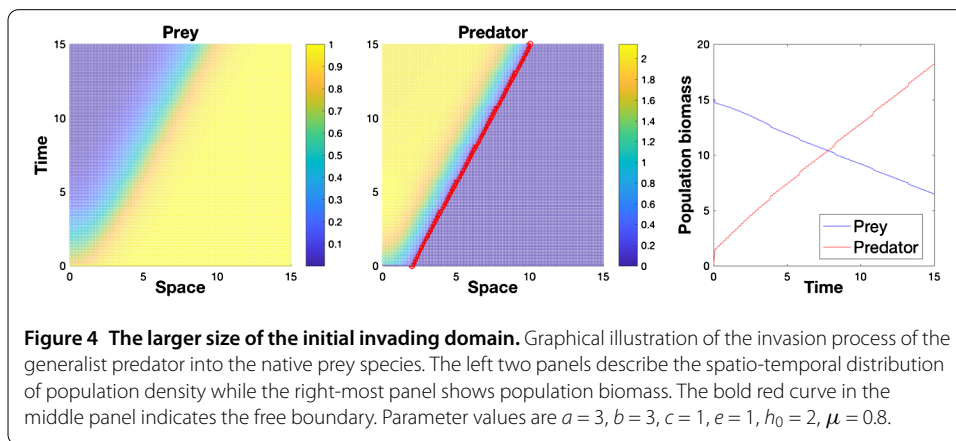 Prey
Predator
15
10
5
0
Time
0 5 10 15
Space
1
0.9
0.8
0.7
0.6
0.5
0.4
0.3
0.2
0.1
15
10
5
0
0 5 10 15
Space
2
1.8
1.6
1.4
1.2
1
0.8
0.6
0.4
0.2
0
20
15
10
5
0
Population biomass
Prey
Predator
0 5 10 15
Time
Figure 4 The larger size of the initial invading domain. Graphical illustration of the invasion process of the
generalist predator into the native prey species. The left two panels describe the spatio-temporal distribution
of population density while the right-most panel shows population biomass. The bold red curve in the
middle panel indicates the free boundary. Parameter values are a = 3, b = 3, c = 1, e = 1, h₀ = 2, μ = 0.8.